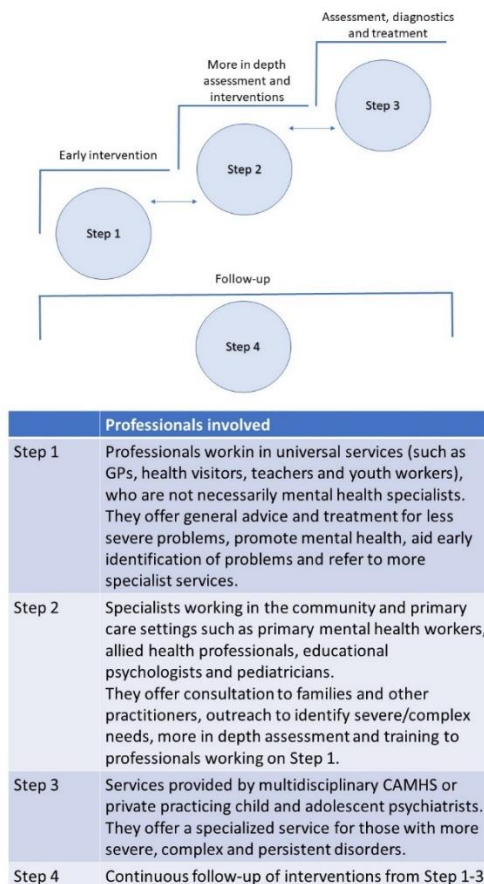 Assessment, diagnostics
and treatment
More in depth
assessment and
interventions
Step 3
Early intervention
Step 2
Step 1
Follow-up
Step 4
Professionals involved
Step 1
Professionals workin in universal services (such as
GPs, health visitors, teachers and youth workers),
who are not necessarily mental health specialists.
They offer general advice and treatment for less
severe problems, promote mental health, aid early
identification of problems and refer to more
specialist services.
Step 2
Specialists working in the community and primary
care settings such as primary mental health workers,
allied health professionals, educational
psychologists and pediatricians.
They offer consultation to families and other
practitioners, outreach to identify severe/complex
needs, more in depth assessment and training to
professionals working on Step 1.
Step 3
Services provided by multidisciplinary CAMHS or
private practicing child and adolescent psychiatrists.
They offer a specialized service for those with more
severe, complex and persistent disorders.
Step 4
Continuous follow-up of interventions from Step 1-3